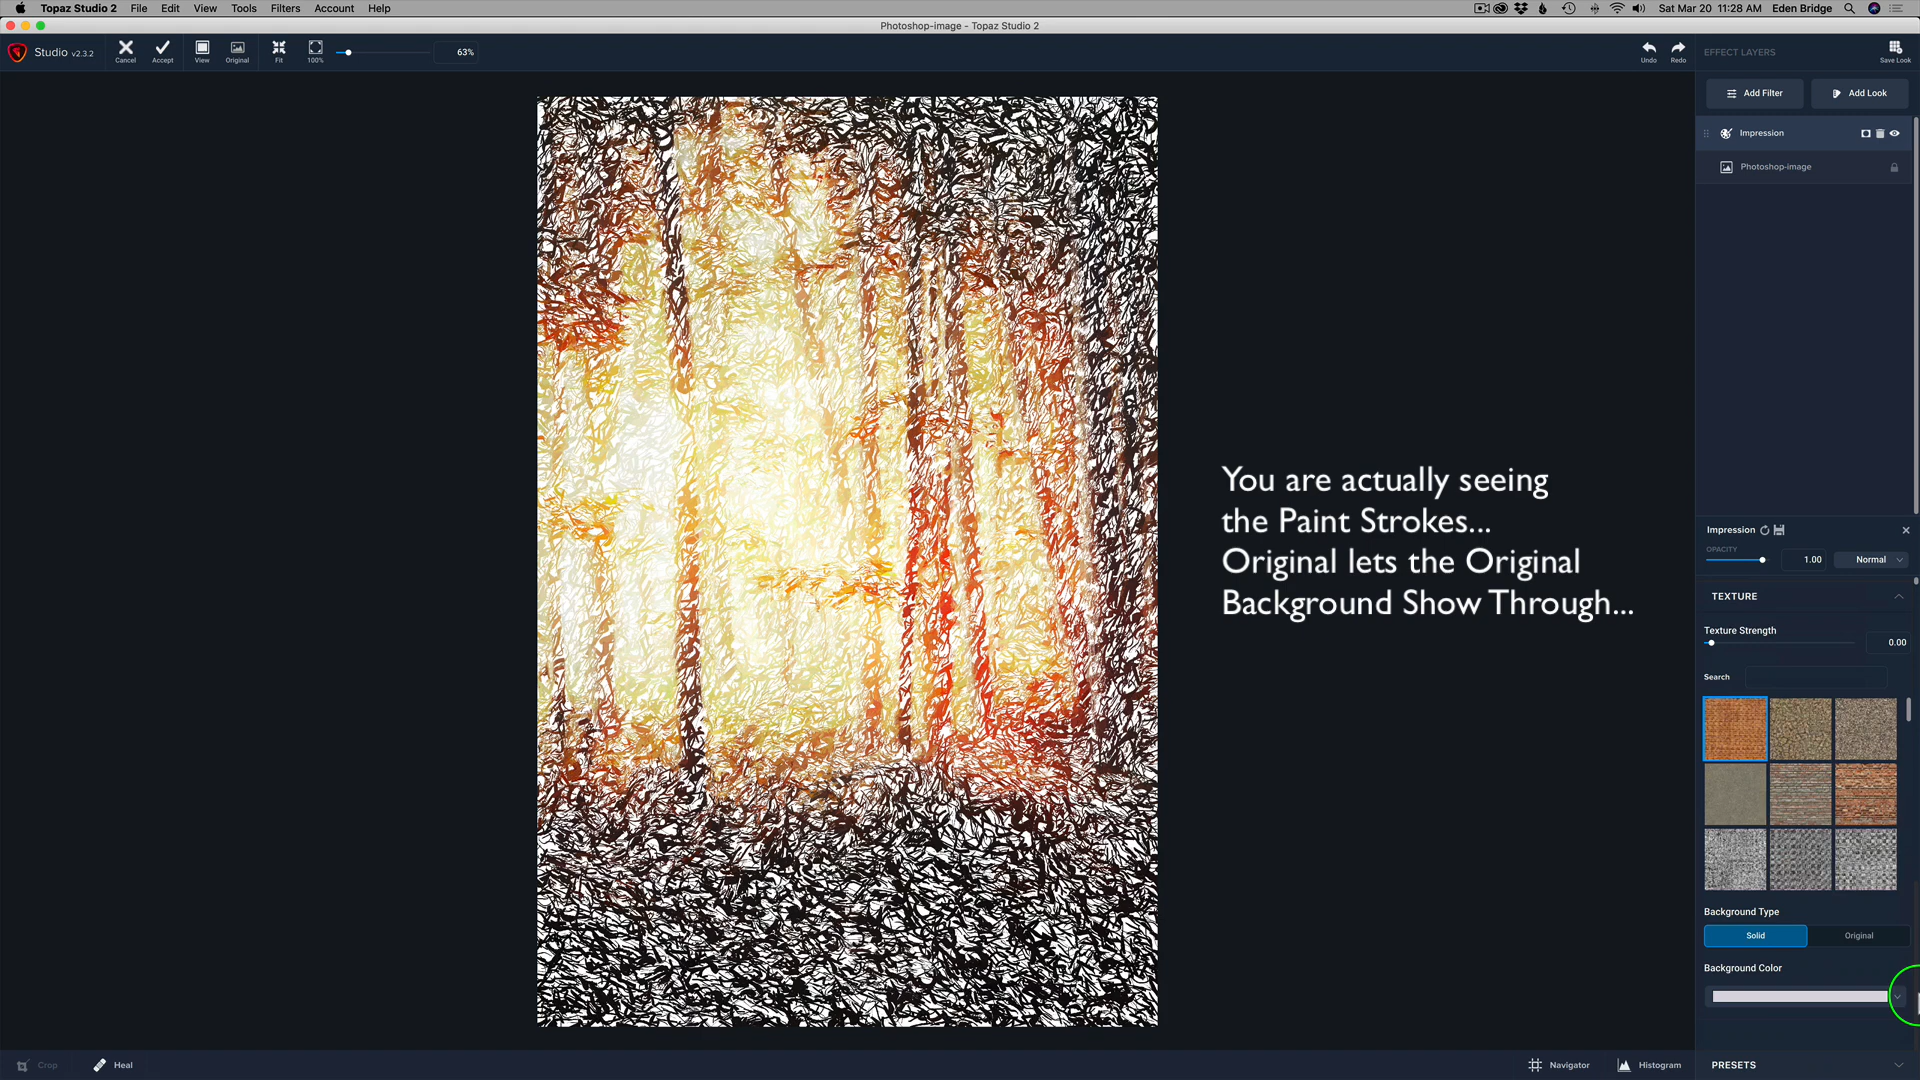 Topaz Studio 2 File Edit View Tools Filters Account Help Sat Mar 20 11:28 AM Eden Bridge
Photoshop-image - Topaz Studio 2
Studio v2.3.2 Cancel Accept View Original Fit 100% 63% Undo Redo EFFECT LAYERS Save Look
Add Filter Add Look
Impression
Photoshop-image
You are actually seeing
the Paint Strokes...
Original lets the Original
Background Show Through...
Impression
OPACITY 1.00 Normal
TEXTURE
Texture Strength
0.00
Search
Background Type
Solid Original
Background Color
Crop Heal Navigator Histogram PRESETS